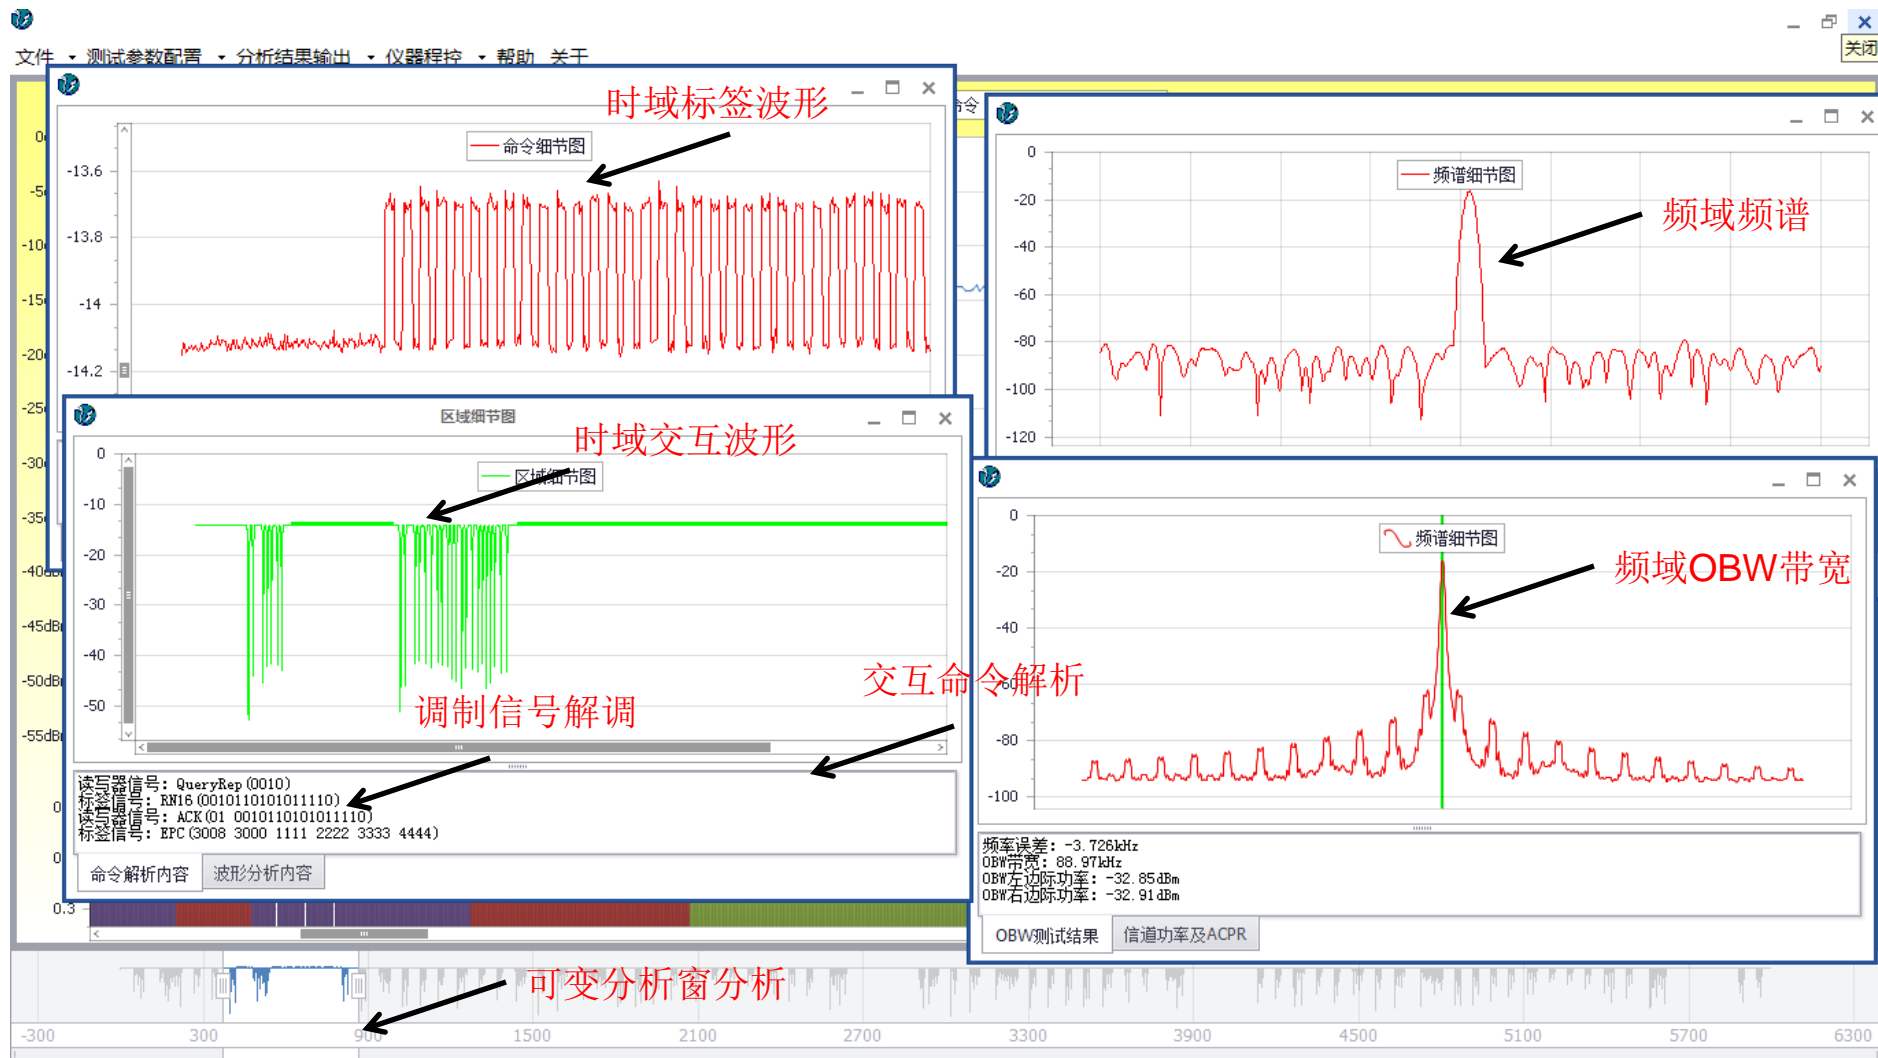 关闭
文件 测试参数配置 分析结果输出 仪器程控 帮助 关于
时域标签波形
命令细节图
-13.6
-13.8
-14
-14.2
频谱细节图
频域频谱
0
-20
-40
-60
-80
-100
-120
区域细节图
时域交互波形
区域细节图
0
-10
-20
-30
-40
-50
调制信号解调
交互命令解析
读写器信号: QueryRep(0010)
标签信号: RN16(0010110101011110)
读写器信号: ACK(01 0010110101011110)
标签信号: EPC(3008 3000 1111 2222 3333 4444)
命令解析内容 波形分析内容
频谱细节图
频域OBW带宽
0
-20
-40
-60
-80
-100
频率误差: -3.726kHz
OBW带宽: 88.97kHz
OBW左边际功率: -32.85dBm
OBW右边际功率: -32.91dBm
OBW测试结果 信道功率及ACPR
-45dB
-50dB
-55dB
0.3
可变分析窗分析
-300 300 900 1500 2100 2700 3300 3900 4500 5100 5700 6300